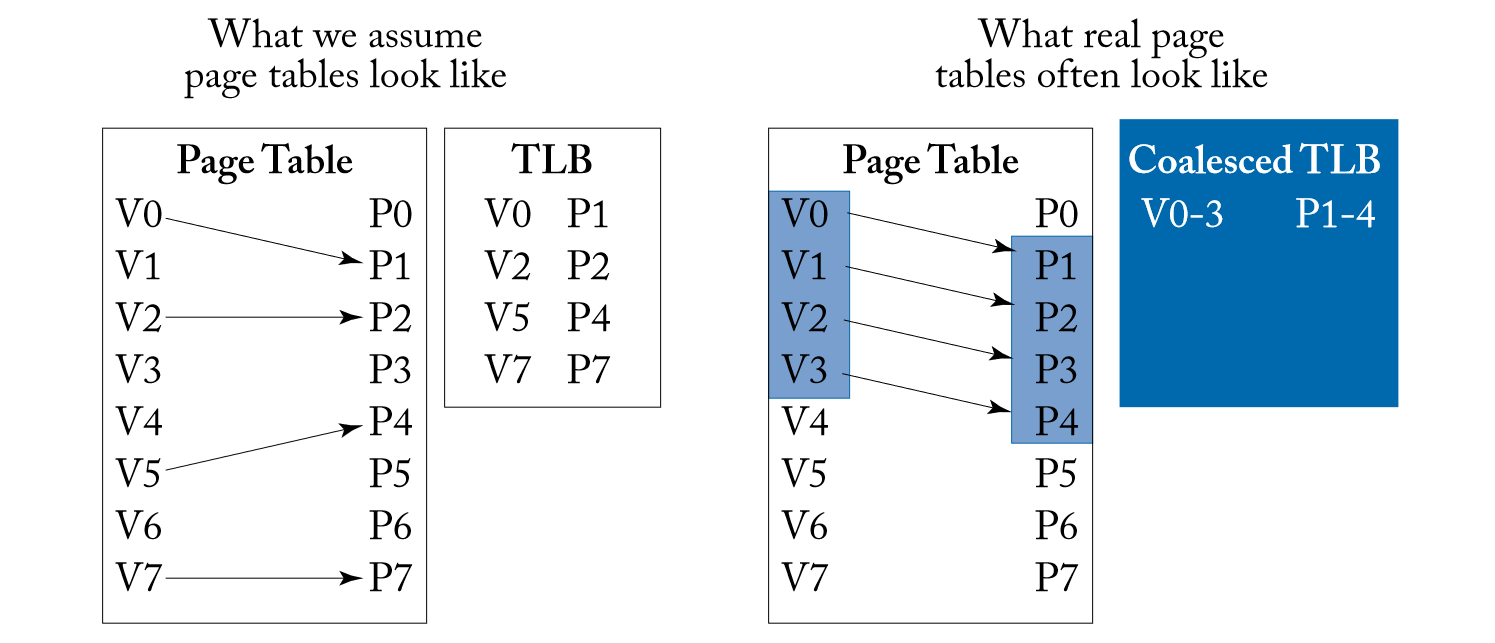 What we assume
page tables look like
Page Table
V0 P0
V1 P1
V2 P2
V3 P3
V4 P4
V5 P5
V6 P6
V7 P7
TLB
V0 P1
V2 P2
V5 P4
V7 P7
What real page
tables often look like
Page Table
V0 P0
V1 P1
V2 P2
V3 P3
V4 P4
V5 P5
V6 P6
V7 P7
Coalesced TLB
V0-3 P1-4